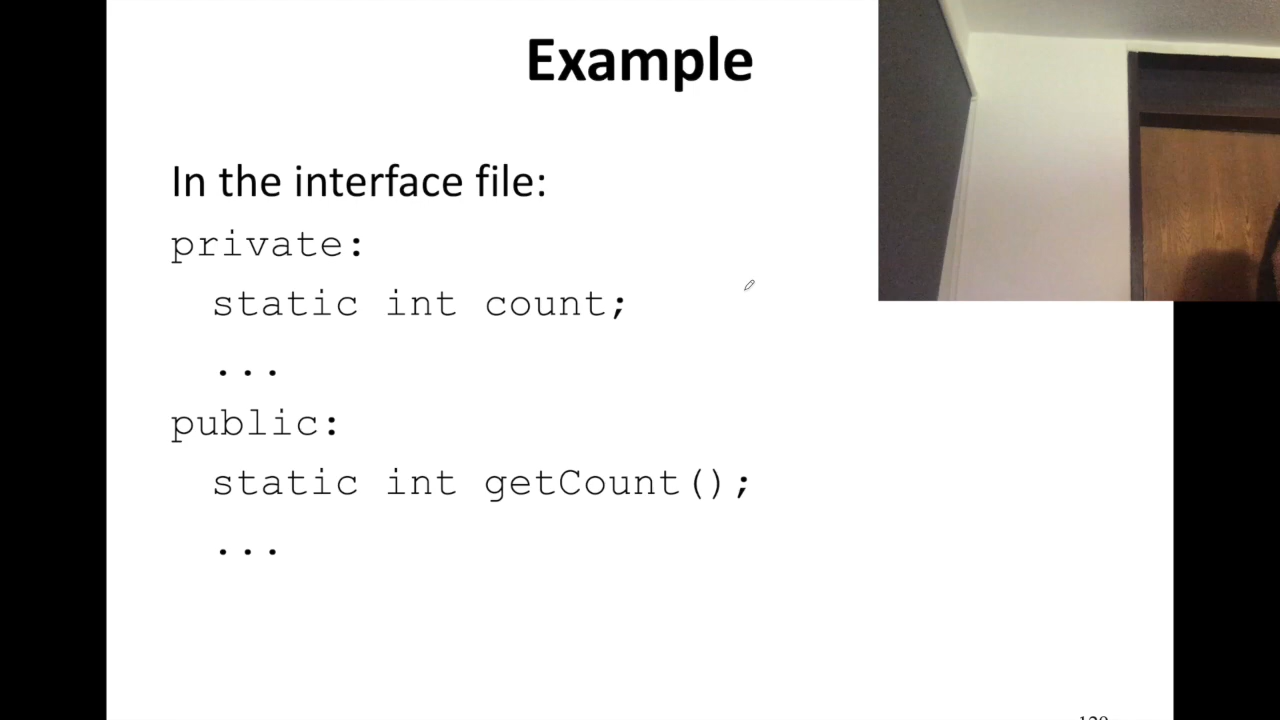 Example
In the interface file:
private:
static int count;
...
public:
static int getCount();
...